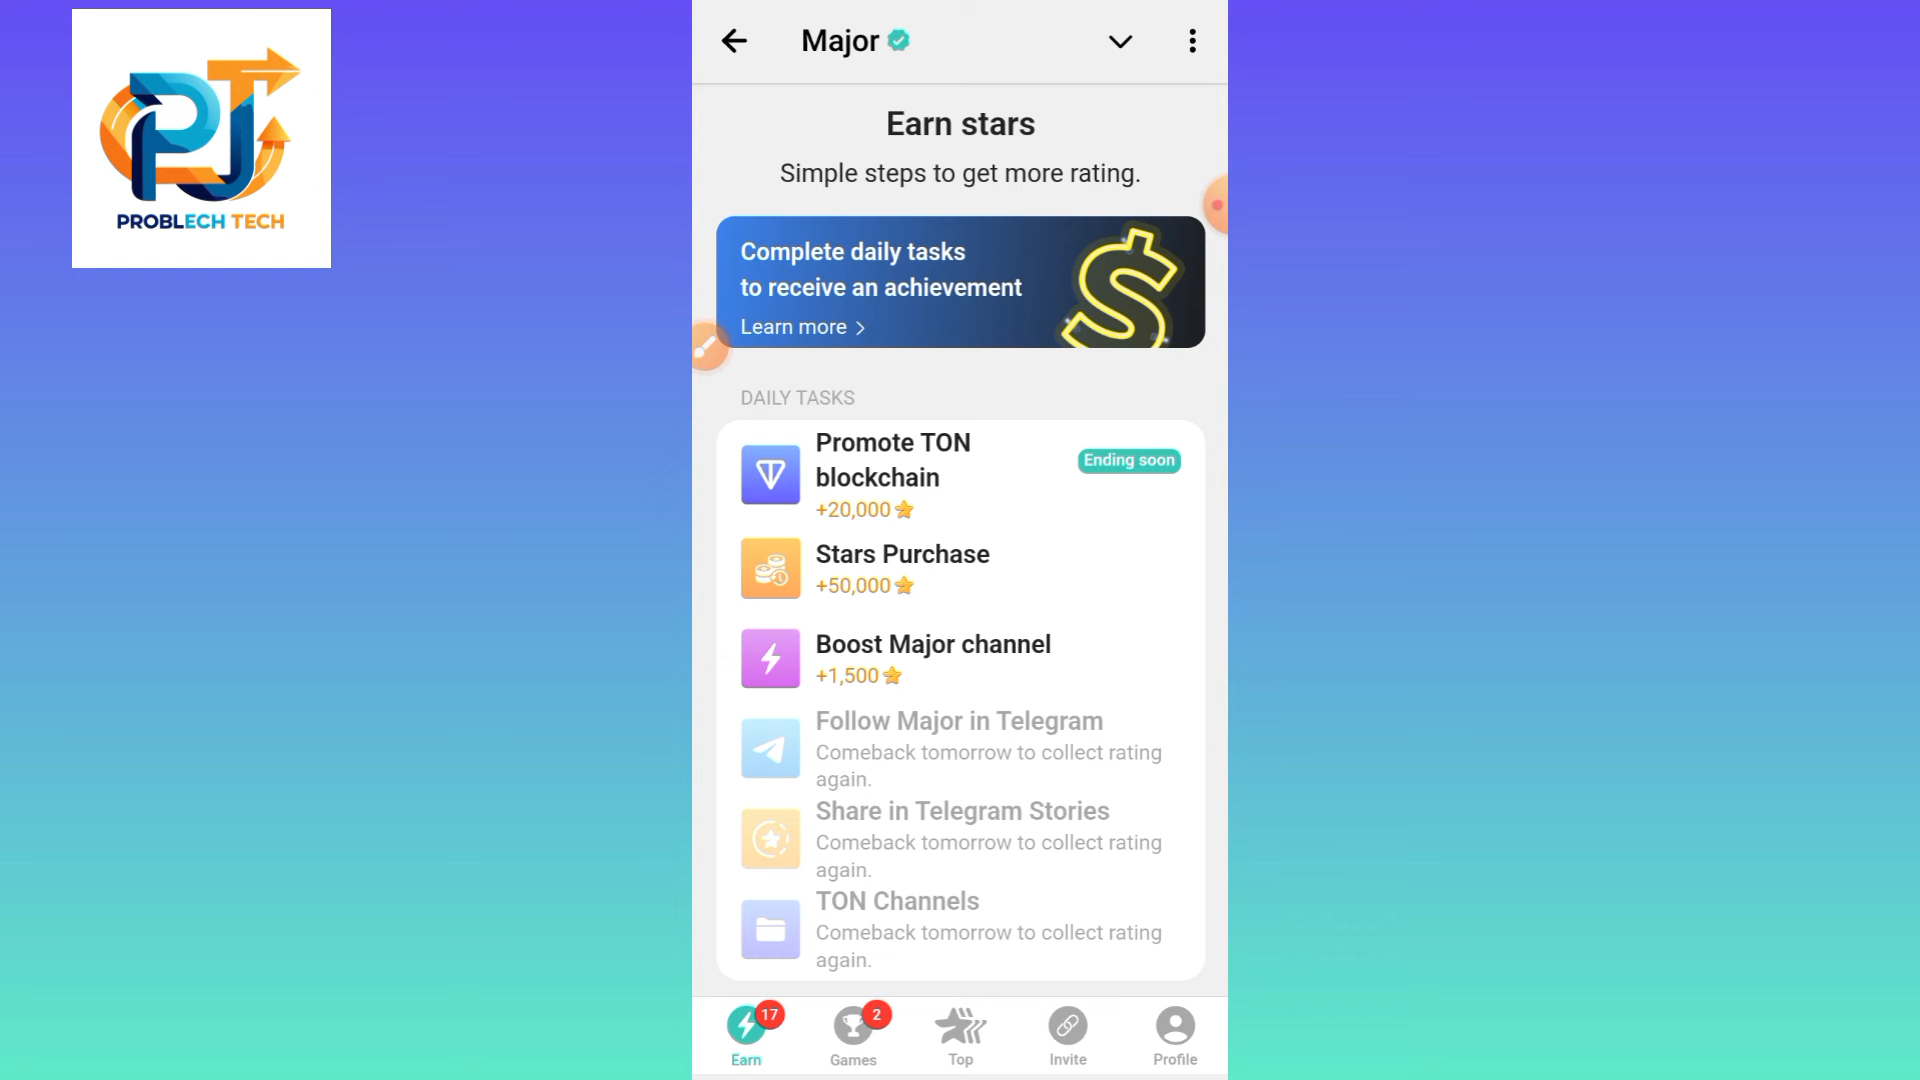 PROBLECH TECH
Major
Earn stars
Simple steps to get more rating.
Complete daily tasks
to receive an achievement
Learn more
DAILY TASKS
Promote TON
blockchain
+20,000
Ending soon
Stars Purchase
+50,000
Boost Major channel
+1,500
Follow Major in Telegram
Comeback tomorrow to collect rating
again.
Share in Telegram Stories
Comeback tomorrow to collect rating
again.
TON Channels
Comeback tomorrow to collect rating
again.
17
2
Earn
Games
Top
Invite
Profile